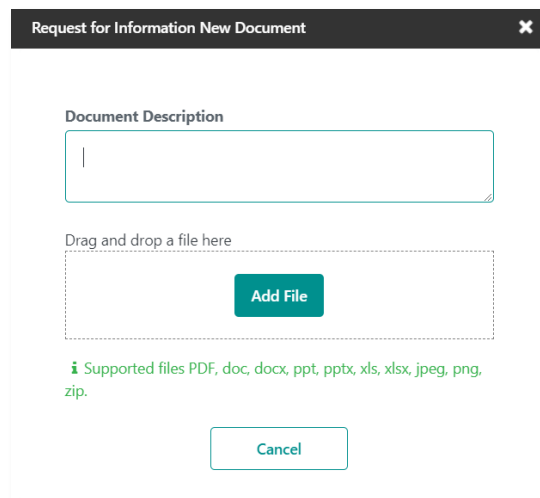 Request for Information New Document
Document Description
Drag and drop a file here
Add File
Supported files PDF, doc, docx, ppt, pptx, xls, xlsx, jpeg, png,
zip.
Cancel